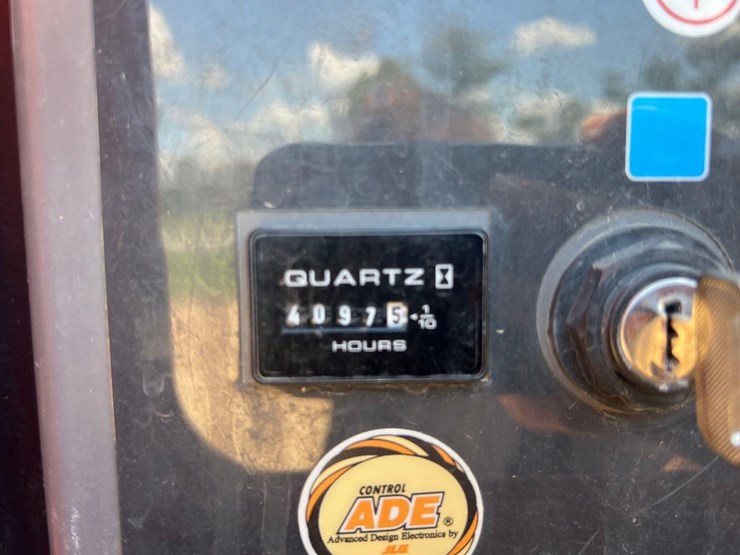 QUARTZ
40975 1/10
HOURS
CONTROL
ADE®
Advanced Design Electronics by
JLG